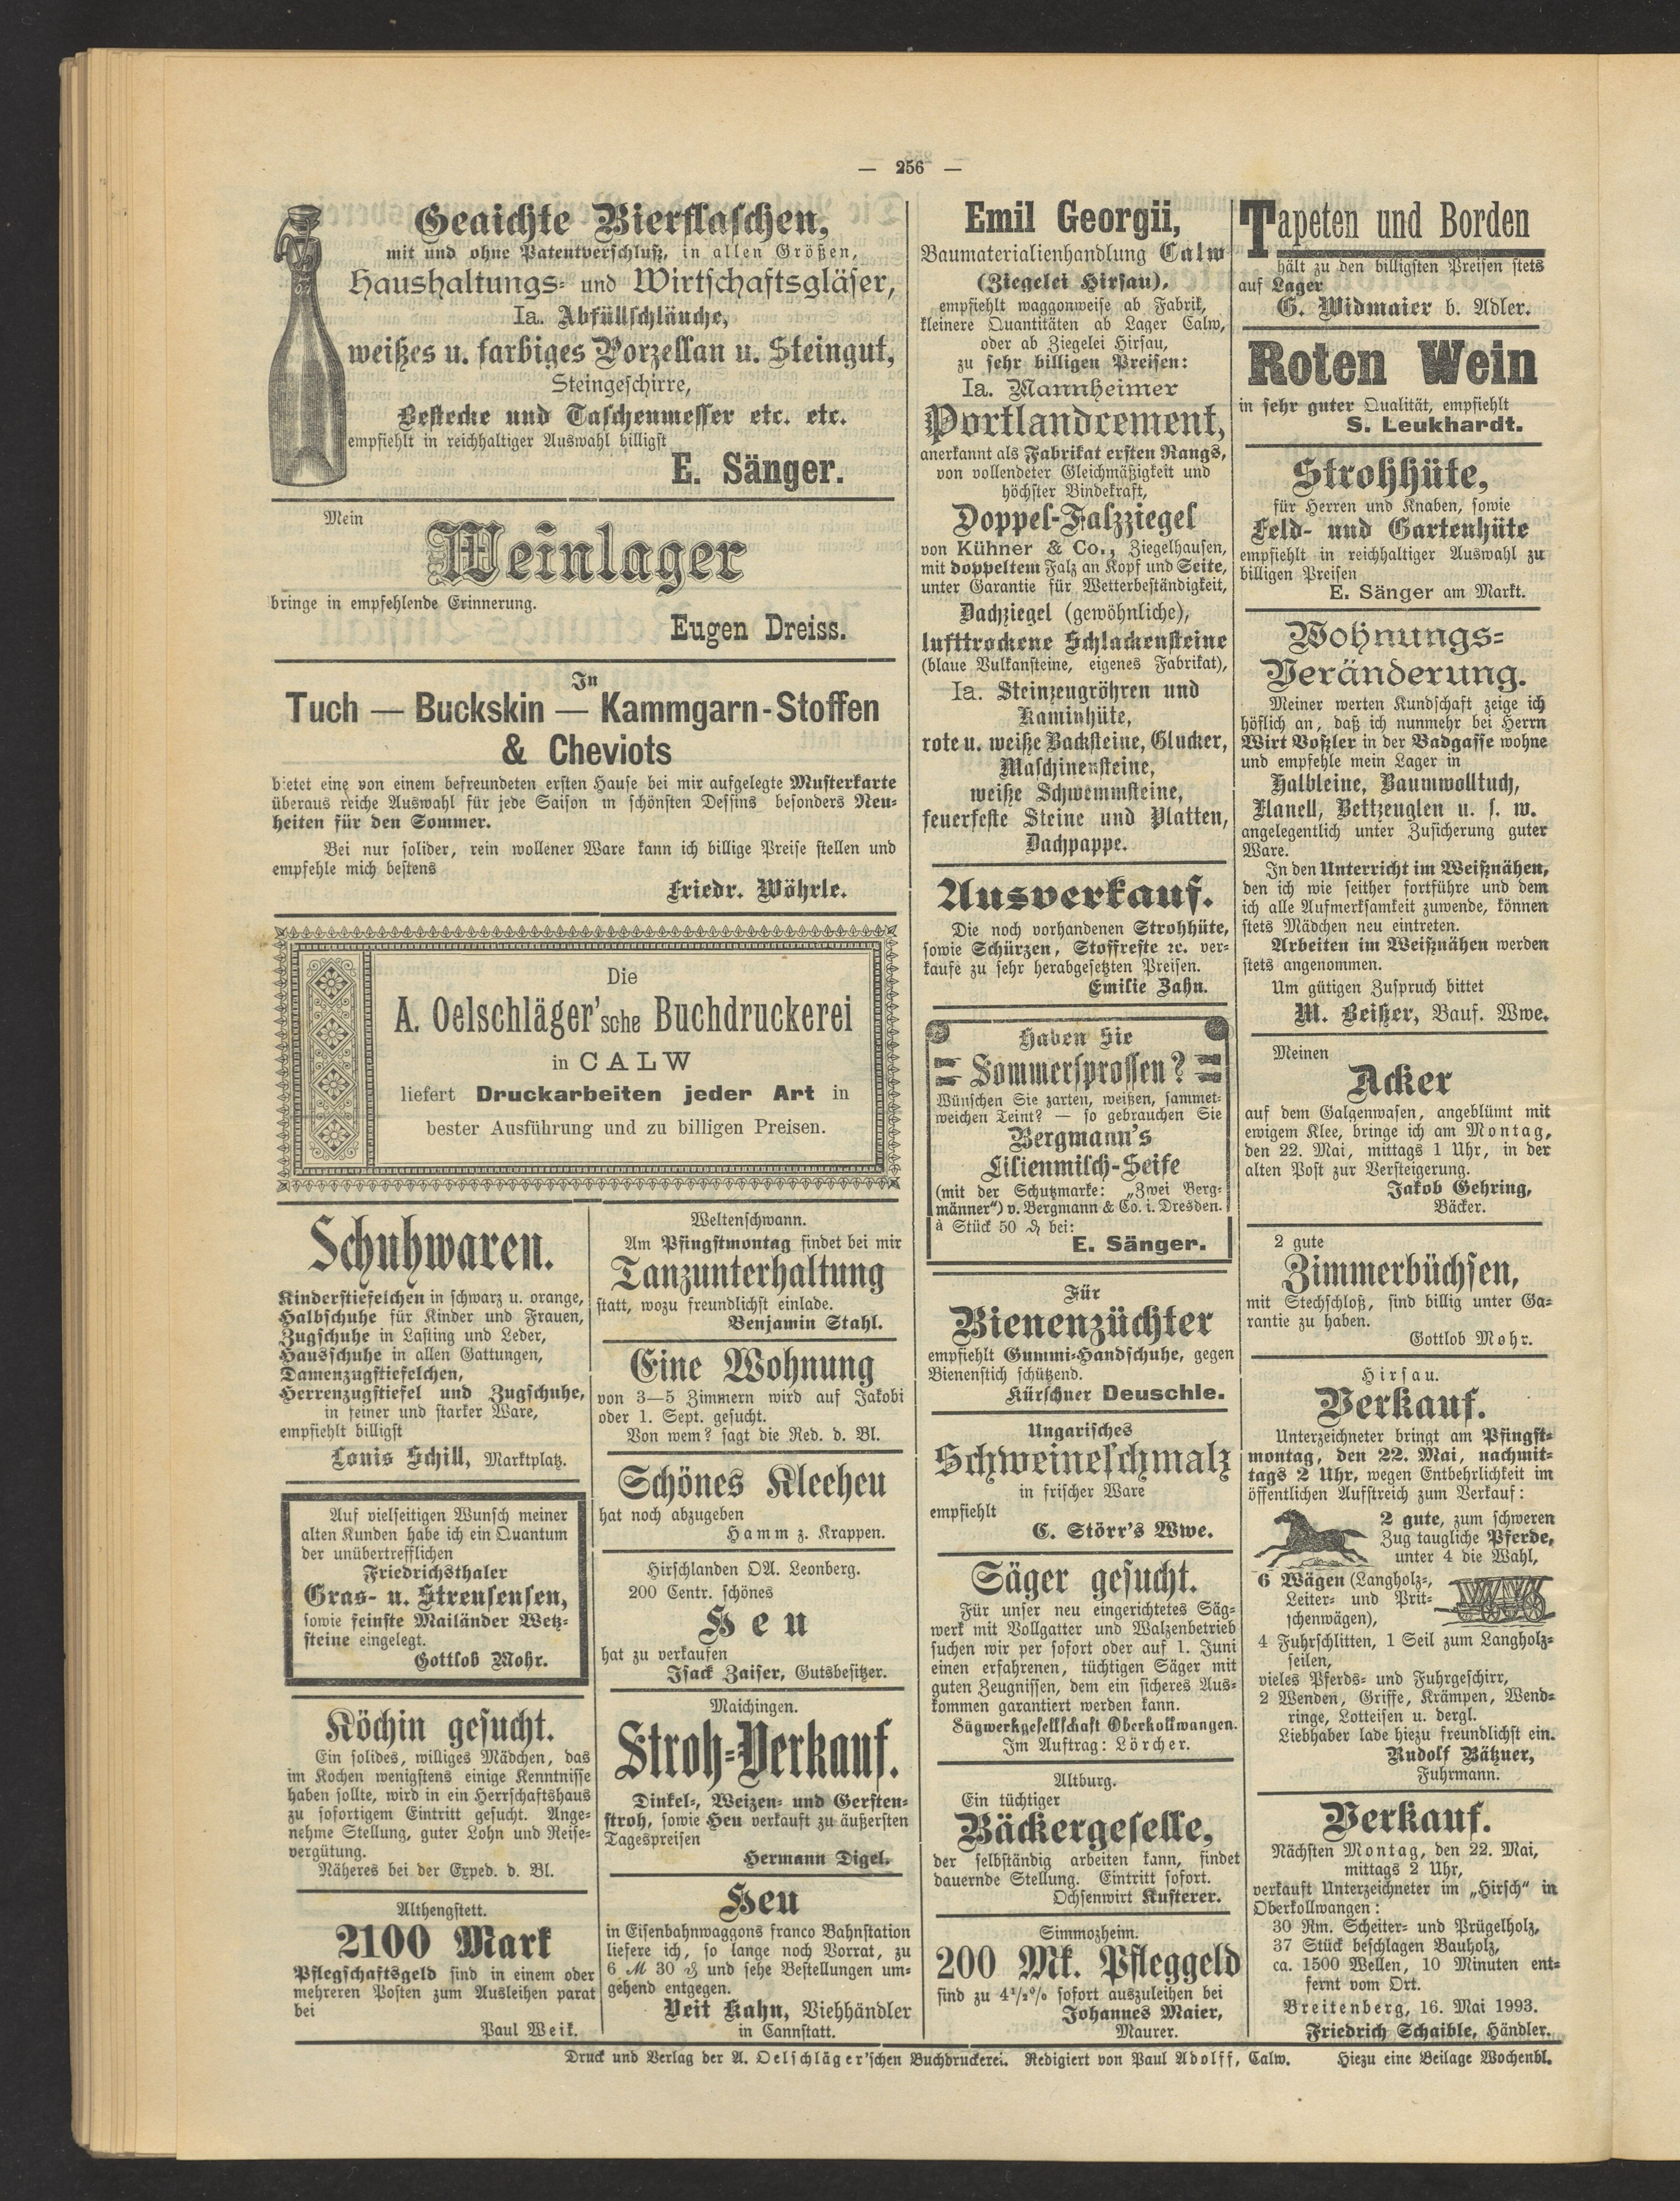 — 256 —
Geaichte Bierflaschen,
mit und ohne Patentverschluß, in allen Größen,
Haushaltungs- und Wirtschaftsgläser,
Ia. Abfüllschläuche,
weißes u. farbiges Porzellan u. Steingut,
Steingeschirre,
Bestecke und Taschenmesser etc. etc.
empfiehlt in reichhaltiger Auswahl billigst
E. Sänger.
Mein
Weinlager
bringe in empfehlende Erinnerung.
Eugen Dreiss.
In
Tuch — Buckskin — Kammgarn-Stoffen
& Cheviots
bietet eine von einem befreundeten ersten Hause bei mir aufgelegte Musterkarte
überaus reiche Auswahl für jede Saison in schönsten Dessins besonders Neu-
heiten für den Sommer.
Bei nur solider, rein wollener Ware kann ich billige Preise stellen und
empfehle mich bestens
Friedr. Wöhrle.
Die
A. Oelschläger'sche Buchdruckerei
in CALW
liefert Druckarbeiten jeder Art in
bester Ausführung und zu billigen Preisen.
Schuhwaren.
Kinderstiefelchen in schwarz u. orange,
Halbschuhe für Kinder und Frauen,
Zugschuhe in Lasting und Leder,
Hausschuhe in allen Gattungen,
Damenzugstiefelchen,
Herrenzugstiefel und Zugschuhe,
in feiner und starker Ware,
empfiehlt billigst
Louis Schill, Marktplatz.
Auf vielseitigen Wunsch meiner
alten Kunden habe ich ein Quantum
der unübertrefflichen
Friedrichsthaler
Gras- u. Streusensen,
sowie feinste Mailänder Wetz-
steine eingelegt.
Gottlob Mohr.
Köchin gesucht.
Ein solides, williges Mädchen, das
im Kochen wenigstens einige Kenntnisse
haben sollte, wird in ein Herrschaftshaus
zu sofortigem Eintritt gesucht. Ange-
nehme Stellung, guter Lohn und Reise-
vergütung.
Näheres bei der Exped. d. Bl.
Althengstett.
2100 Mark
Pflegschaftsgeld sind in einem oder
mehreren Posten zum Ausleihen parat
bei
Paul Weik.
Weltenschwann.
Am Pfingstmontag findet bei mir
Tanzunterhaltung
statt, wozu freundlichst einlade.
Benjamin Stahl.
Eine Wohnung
von 3—5 Zimmern wird auf Jakobi
oder 1. Sept. gesucht.
Von wem? sagt die Red. d. Bl.
Schönes Kleeheu
hat noch abzugeben
Hamm z. Krappen.
Hirschlanden OA. Leonberg.
200 Centr. schönes
Heu
hat zu verkaufen
Isack Zaiser, Gutsbesitzer.
Maichingen.
Stroh-Verkauf.
Dinkel-, Weizen- und Gersten-
stroh, sowie Heu verkauft zu äußersten
Tagespreisen
Hermann Digel.
Heu
in Eisenbahnwaggons franco Bahnstation
liefere ich, so lange noch Vorrat, zu
6 ℳ 30 ₰ und sehe Bestellungen um-
gehend entgegen.
Veit Kahn, Viehhändler
in Cannstatt.
Emil Georgii,
Baumaterialienhandlung Calw
(Ziegelei Hirsau),
empfiehlt waggonweise ab Fabrik,
kleinere Quantitäten ab Lager Calw,
oder ab Ziegelei Hirsau,
zu sehr billigen Preisen:
Ia. Mannheimer
Portlandcement,
anerkannt als Fabrikat ersten Rangs,
von vollendeter Gleichmäßigkeit und
höchster Bindekraft,
Doppel-Falzziegel
von Kühner & Co., Ziegelhausen,
mit doppeltem Falz an Kopf und Seite,
unter Garantie für Wetterbeständigkeit,
Dachziegel (gewöhnliche),
lufttrockene Schlackensteine
(blaue Vulkansteine, eigenes Fabrikat),
Ia. Steinzeugröhren und
Kaminhüte,
rote u. weiße Backsteine, Glucker,
Maschinensteine,
weiße Schwemmsteine,
feuerfeste Steine und Platten,
Dachpappe.
Ausverkauf.
Die noch vorhandenen Strohhüte,
sowie Schürzen, Stoffreste ꝛc. ver-
kaufe zu sehr herabgesetzten Preisen.
Emilie Zahn.
Haben Sie
Sommersprossen?
Wünschen Sie zarten, weißen, sammet-
weichen Teint? — so gebrauchen Sie
Bergmann's
Lilienmilch-Seife
(mit der Schutzmarke: „Zwei Berg-
männer“) v. Bergmann & Co. i. Dresden.
à Stück 50 ₰ bei:
E. Sänger.
Für
Bienenzüchter
empfiehlt Gummi-Handschuhe, gegen
Bienenstich schützend.
Kürschner Deuschle.
Ungarisches
Schweineschmalz
in frischer Ware
empfiehlt
C. Störr's Wwe.
Säger gesucht.
Für unser neu eingerichtetes Säg-
werk mit Vollgatter und Walzenbetrieb
suchen wir per sofort oder auf 1. Juni
einen erfahrenen, tüchtigen Säger mit
guten Zeugnissen, dem ein sicheres Aus-
kommen garantiert werden kann.
Sägwerkgesellschaft Oberkollwangen.
Im Auftrag: Lörcher.
Altburg.
Ein tüchtiger
Bäckergeselle,
der selbständig arbeiten kann, findet
dauernde Stellung. Eintritt sofort.
Ochsenwirt Kusterer.
Simmozheim.
200 Mk. Pfleggeld
sind zu 4½% sofort auszuleihen bei
Johannes Maier,
Maurer.
Tapeten und Borden
hält zu den billigsten Preisen stets
auf Lager
G. Widmaier b. Adler.
Roten Wein
in sehr guter Qualität, empfiehlt
S. Leukhardt.
Strohhüte,
für Herren und Knaben, sowie
Feld- und Gartenhüte
empfiehlt in reichhaltiger Auswahl zu
billigen Preisen
E. Sänger am Markt.
Wohnungs-
Veränderung.
Meiner werten Kundschaft zeige ich
höflich an, daß ich nunmehr bei Herrn
Wirt Voßler in der Badgasse wohne
und empfehle mein Lager in
Halbleine, Baumwolltuch,
Flanell, Bettzeuglen u. s. w.
angelegentlich unter Zusicherung guter
Ware.
In den Unterricht im Weißnähen,
den ich wie seither fortführe und dem
ich alle Aufmerksamkeit zuwende, können
stets Mädchen neu eintreten.
Arbeiten im Weißnähen werden
stets angenommen.
Um gütigen Zuspruch bittet
M. Beißer, Bauf. Wwe.
Meinen
Acker
auf dem Galgenwasen, angeblümt mit
ewigem Klee, bringe ich am Montag,
den 22. Mai, mittags 1 Uhr, in der
alten Post zur Versteigerung.
Jakob Gehring,
Bäcker.
2 gute
Zimmerbüchsen,
mit Stechschloß, sind billig unter Ga-
rantie zu haben.
Gottlob Mohr.
Hirsau.
Verkauf.
Unterzeichneter bringt am Pfingst-
montag, den 22. Mai, nachmit-
tags 2 Uhr, wegen Entbehrlichkeit im
öffentlichen Aufstreich zum Verkauf:
2 gute, zum schweren
Zug taugliche Pferde,
unter 4 die Wahl,
6 Wägen (Langholz-,
Leiter- und Prit-
schenwägen),
4 Fuhrschlitten, 1 Seil zum Langholz-
seilen,
vieles Pferds- und Fuhrgeschirr,
2 Wenden, Griffe, Krämpen, Wend-
ringe, Lotteisen u. dergl.
Liebhaber lade hiezu freundlichst ein.
Rudolf Bätzner,
Fuhrmann.
Verkauf.
Nächsten Montag, den 22. Mai,
mittags 2 Uhr,
verkauft Unterzeichneter im „Hirsch“ in
Oberkollwangen:
30 Rm. Scheiter- und Prügelholz,
37 Stück beschlagen Bauholz,
ca. 1500 Wellen, 10 Minuten ent-
fernt vom Ort.
Breitenberg, 16. Mai 1993.
Friedrich Schaible, Händler.
Druck und Verlag der A. Oelschläger'schen Buchdruckerei. Redigiert von Paul Adolff, Calw. Hiezu eine Beilage Wochenbl.